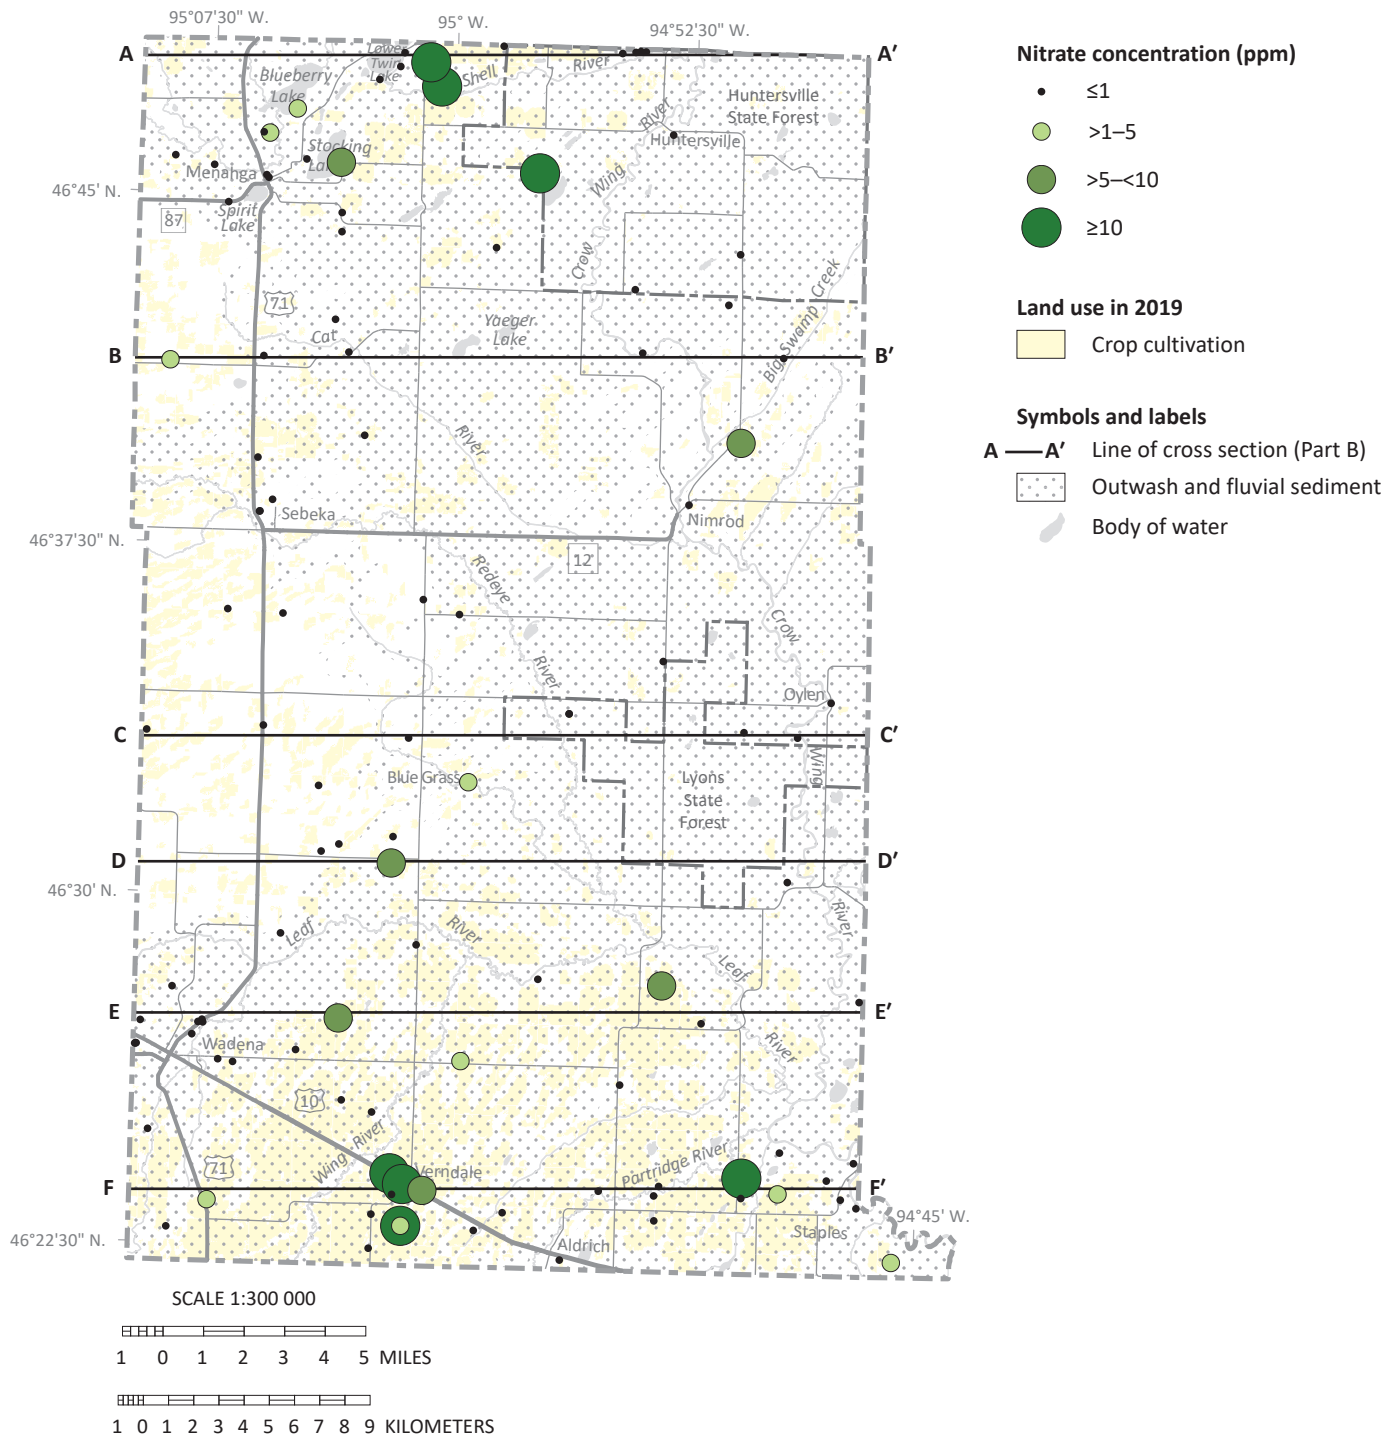 95°07'30" W.
95° W.
94°52'30" W.
A
A′
Lower
Twin
Lake
Blueberry
Lake
Shell
River
Huntersville
State Forest
River
Huntersville
Stocking
Lake
Menahga
46°45' N.
Wing
Spirit
Lake
87
Crow
71
Big Swamp Creek
Cat
Yaeger
Lake
B
B′
River
Sebeka
Nimrod
46°37'30" N.
12
Redeye
Crow
River
Oylen
C
C′
Wing
Blue Grass
Lyons
State
Forest
D
D′
46°30' N.
Leaf
River
River
Leaf
E
E′
Wadena
River
10
Wing River
71
Verndale
Partridge River
F
F′
94°45' W.
Staples
46°22'30" N.
Aldrich
SCALE 1:300 000
1 0 1 2 3 4 5 MILES
1 0 1 2 3 4 5 6 7 8 9 KILOMETERS
Nitrate concentration (ppm)
≤1
>1–5
>5–<10
≥10
Land use in 2019
Crop cultivation
Symbols and labels
A A′ Line of cross section (Part B)
Outwash and fluvial sediment
Body of water